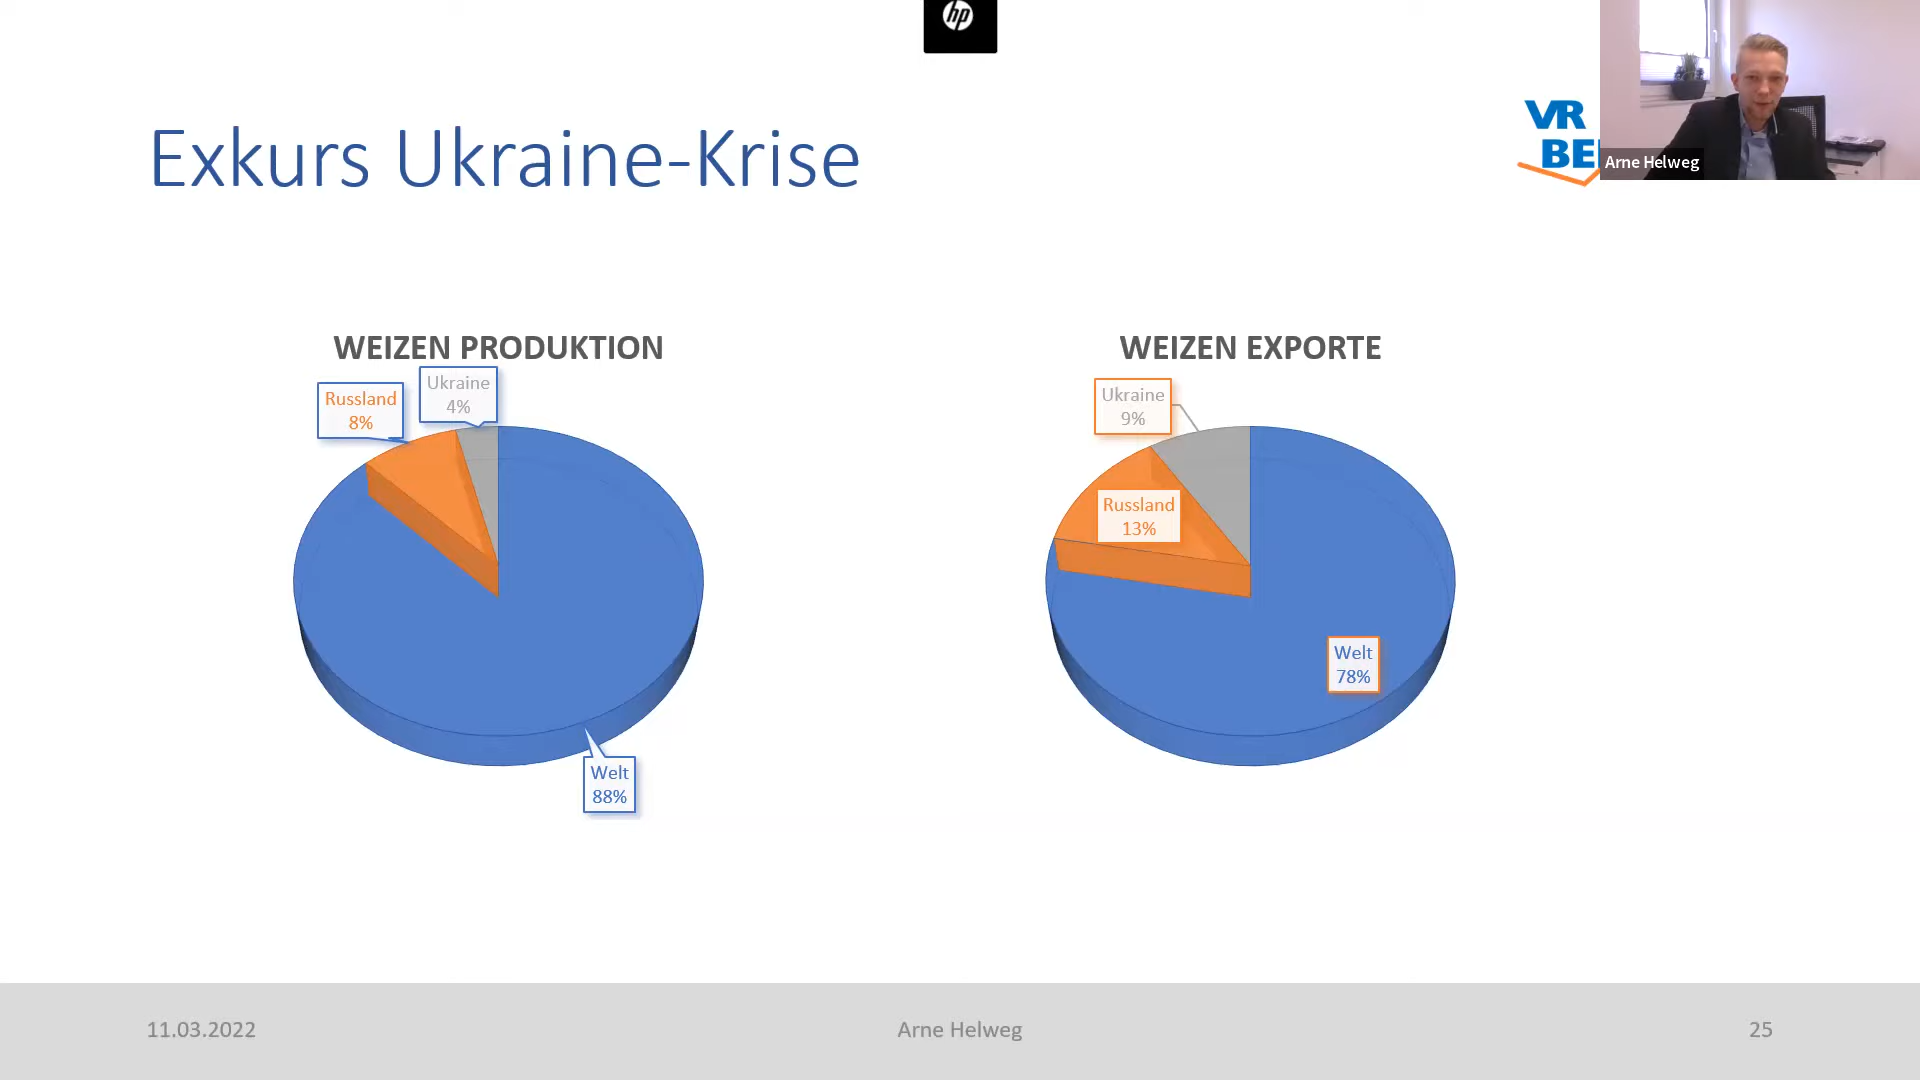 hp
Exkurs Ukraine-Krise
VR
BE
Arne Helweg
WEIZEN PRODUKTION
Russland
8%
Ukraine
4%
Welt
88%
WEIZEN EXPORTE
Ukraine
9%
Russland
13%
Welt
78%
11.03.2022
Arne Helweg
25